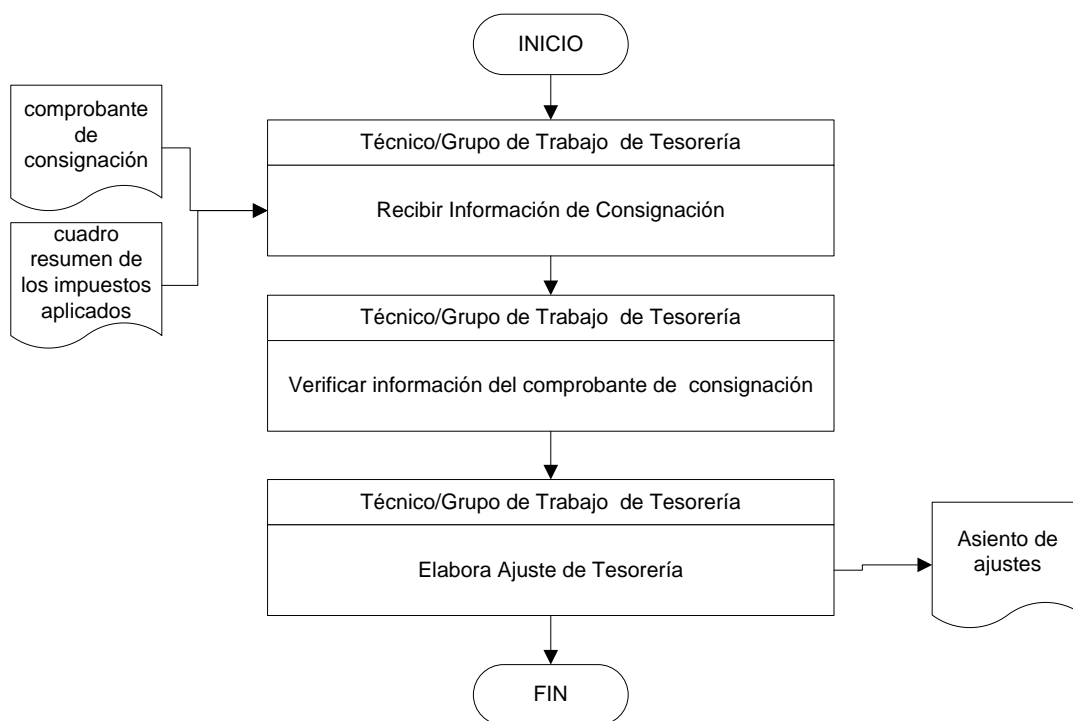 INICIO
comprobante
de
consignación
cuadro
resumen de
los impuestos
aplicados
Técnico/Grupo de Trabajo  de Tesorería
Recibir Información de Consignación
Técnico/Grupo de Trabajo  de Tesorería
Verificar información del comprobante de  consignación
Técnico/Grupo de Trabajo  de Tesorería
Elabora Ajuste de Tesorería
Asiento de
ajustes
FIN